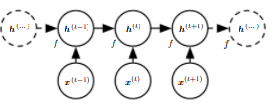 h(...) h(t−1) h(t) h(t+1) h(...)
f f f f
x(t−1) x(t) x(t+1)